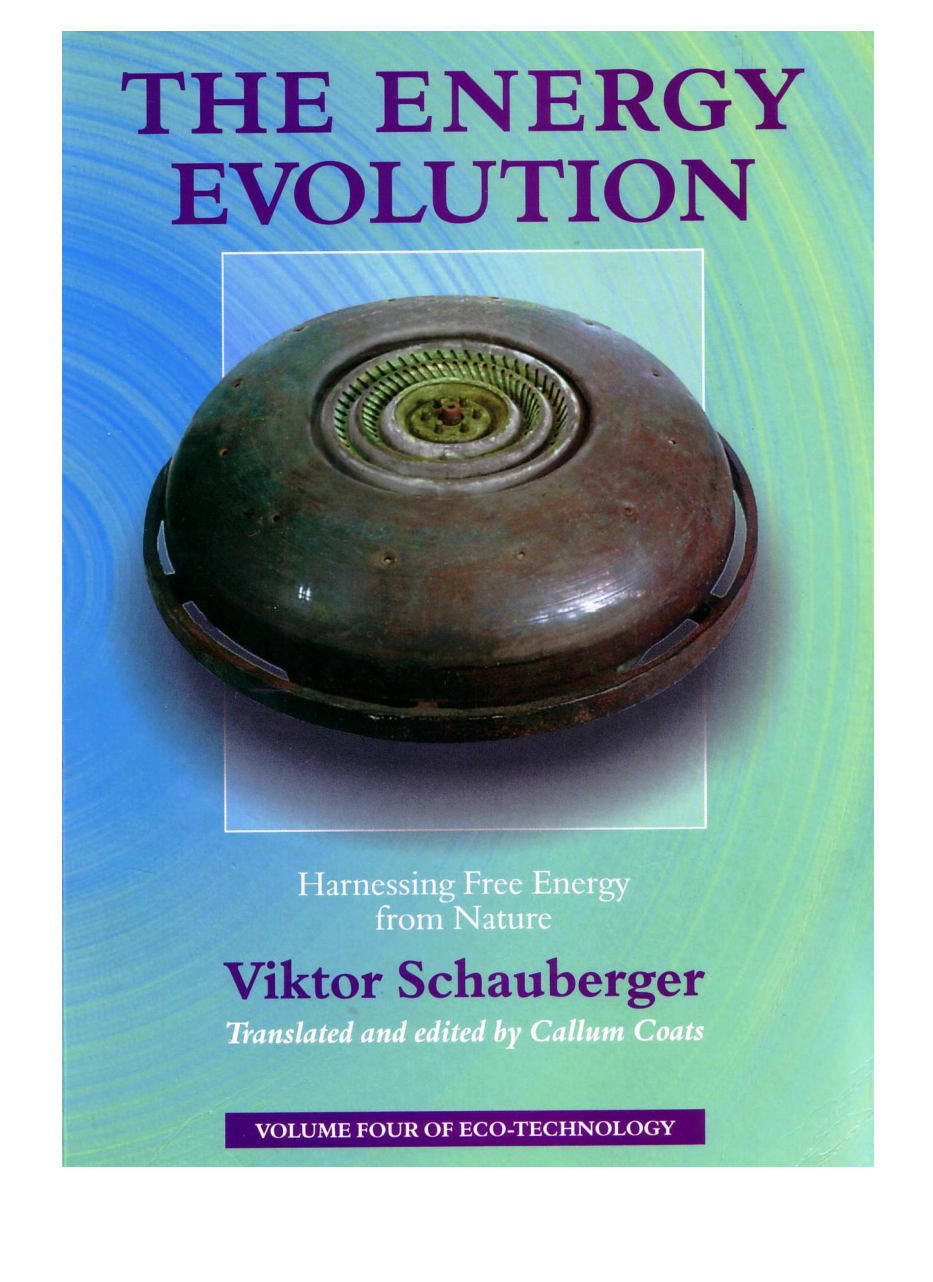 THE ENERGY
EVOLUTION
Harnessing Free Energy
from Nature
Viktor Schauberger
Translated and edited by Callum Coats
VOLUME FOUR OF ECO-TECHNOLOGY